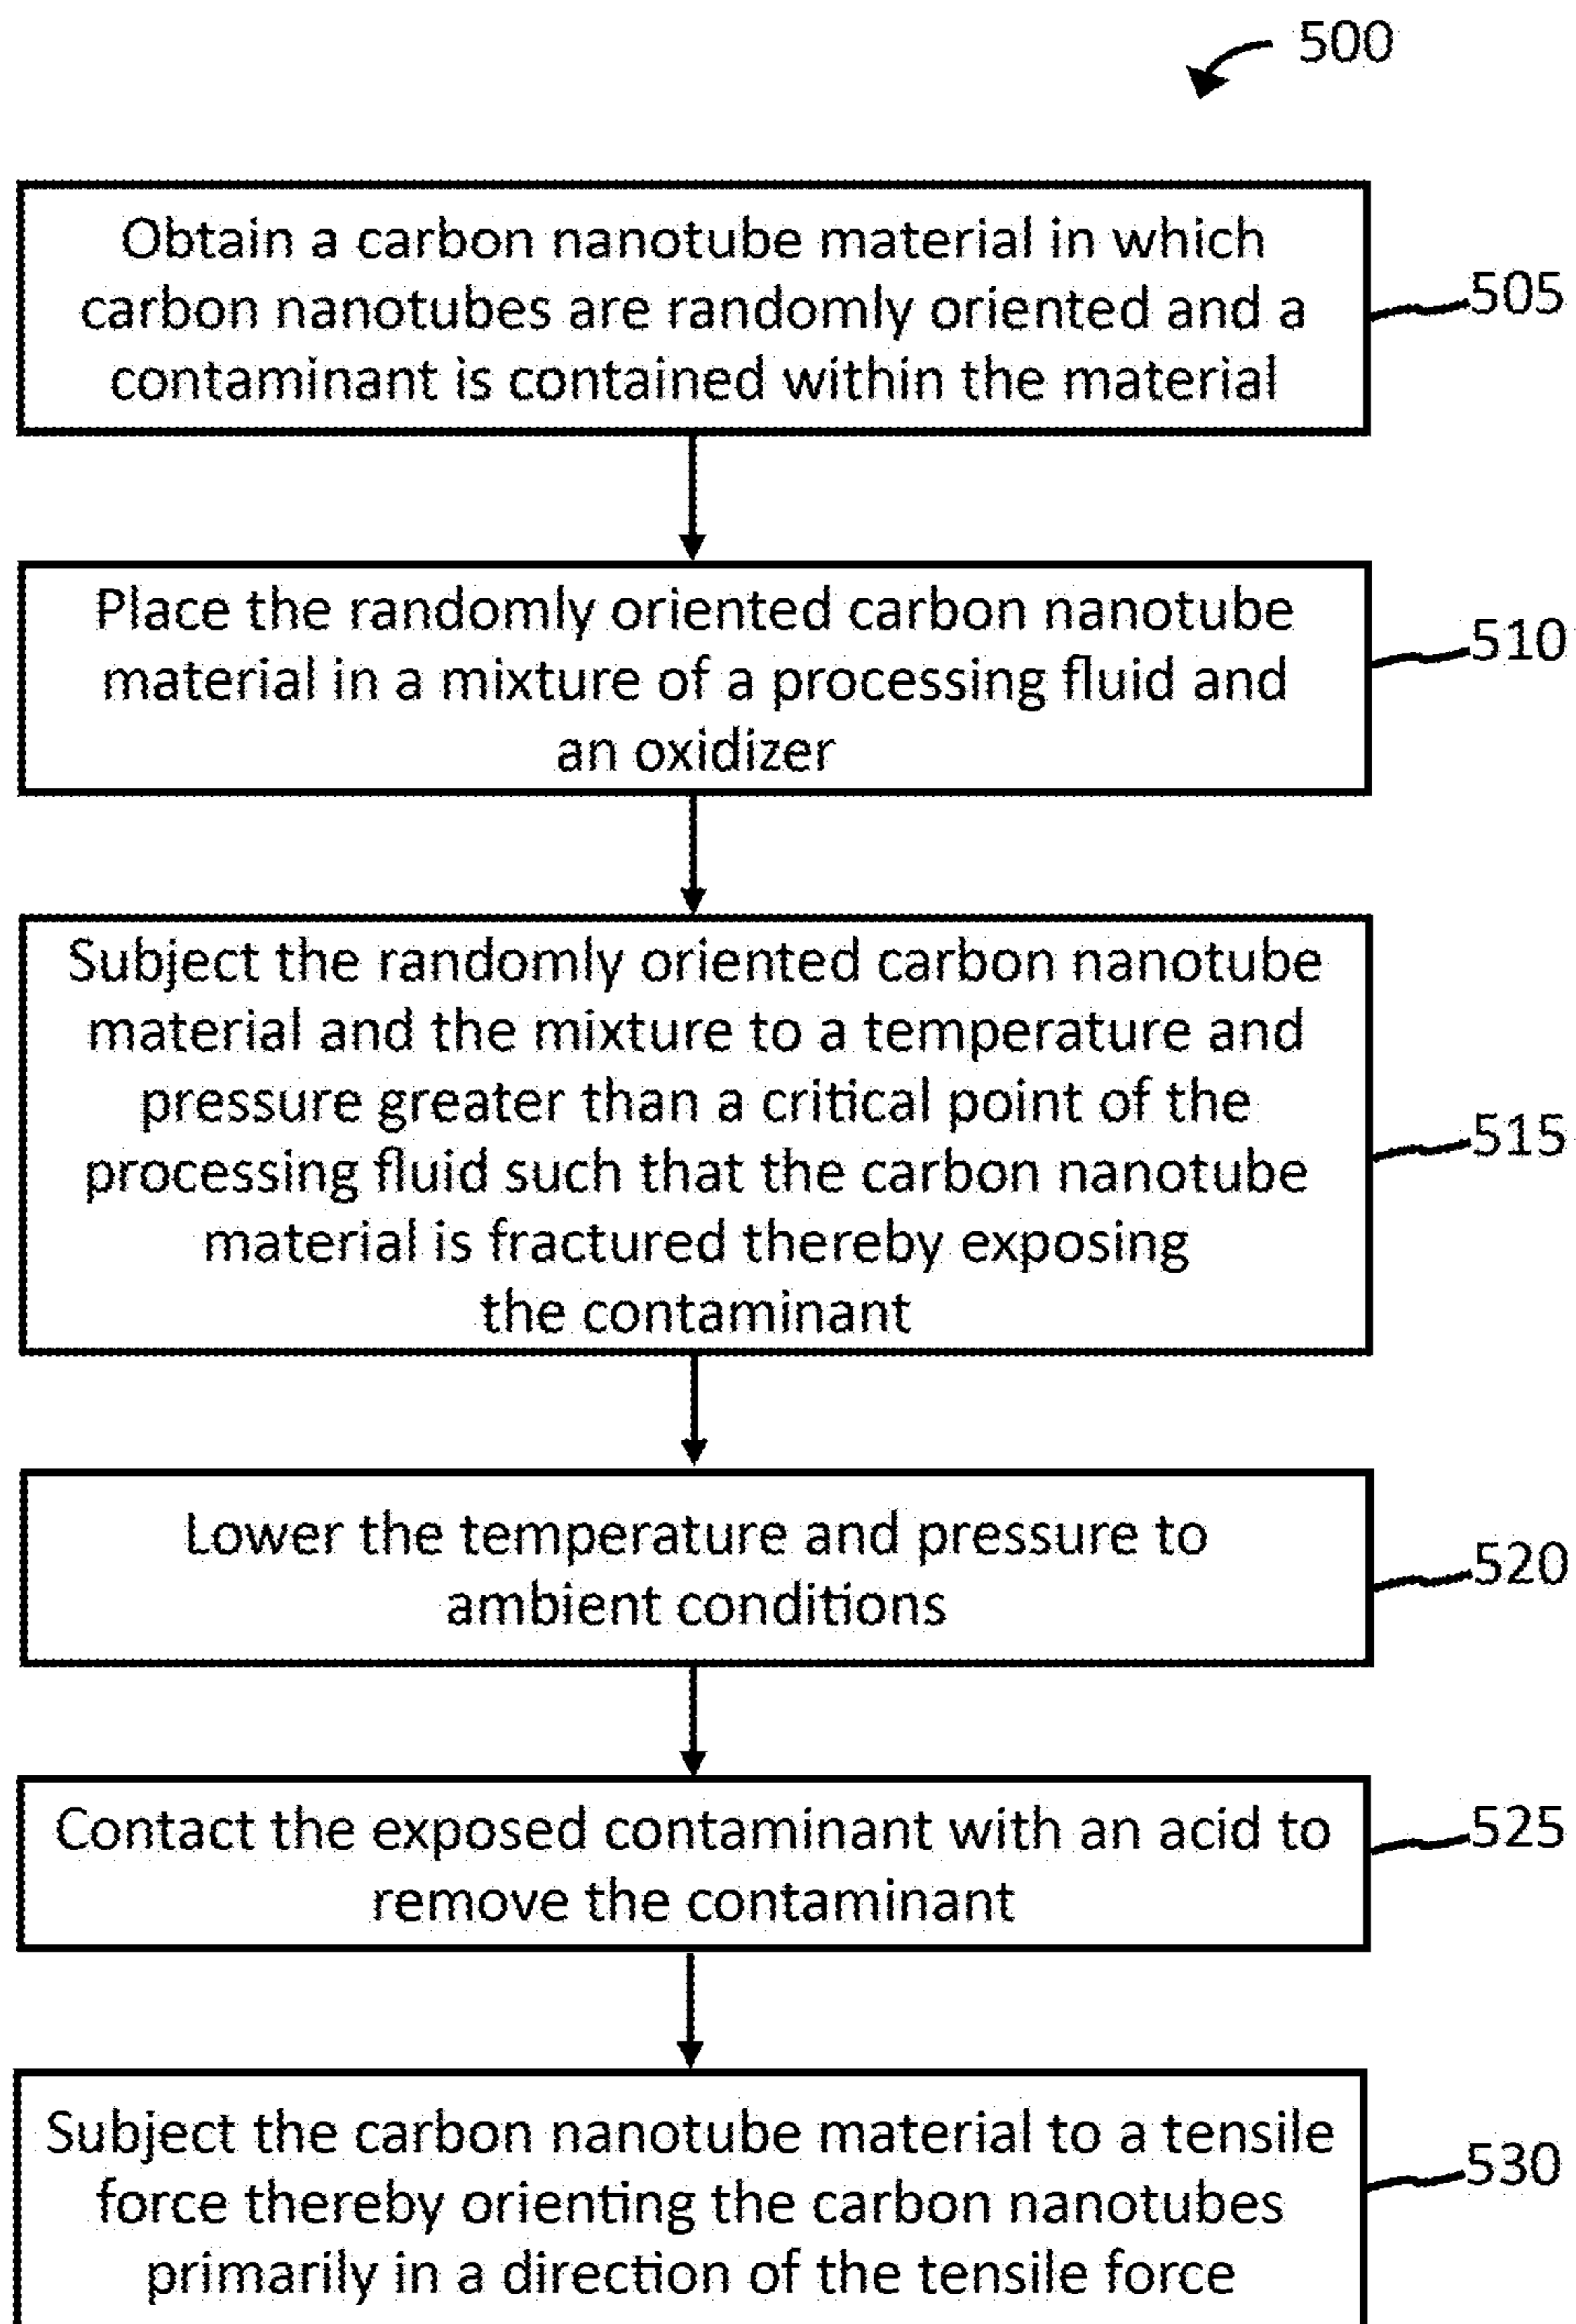 500
Obtain a carbon nanotube material in which
carbon nanotubes are randomly oriented and a
contaminant is contained within the material
505
Place the randomly oriented carbon nanotube
material in a mixture of a processing fluid and
an oxidizer
510
Subject the randomly oriented carbon nanotube
material and the mixture to a temperature and
pressure greater than a critical point of the
processing fluid such that the carbon nanotube
material is fractured thereby exposing
the contaminant
515
Lower the temperature and pressure to
ambient conditions
520
Contact the exposed contaminant with an acid to
remove the contaminant
525
Subject the carbon nanotube material to a tensile
force thereby orienting the carbon nanotubes
primarily in a direction of the tensile force
530